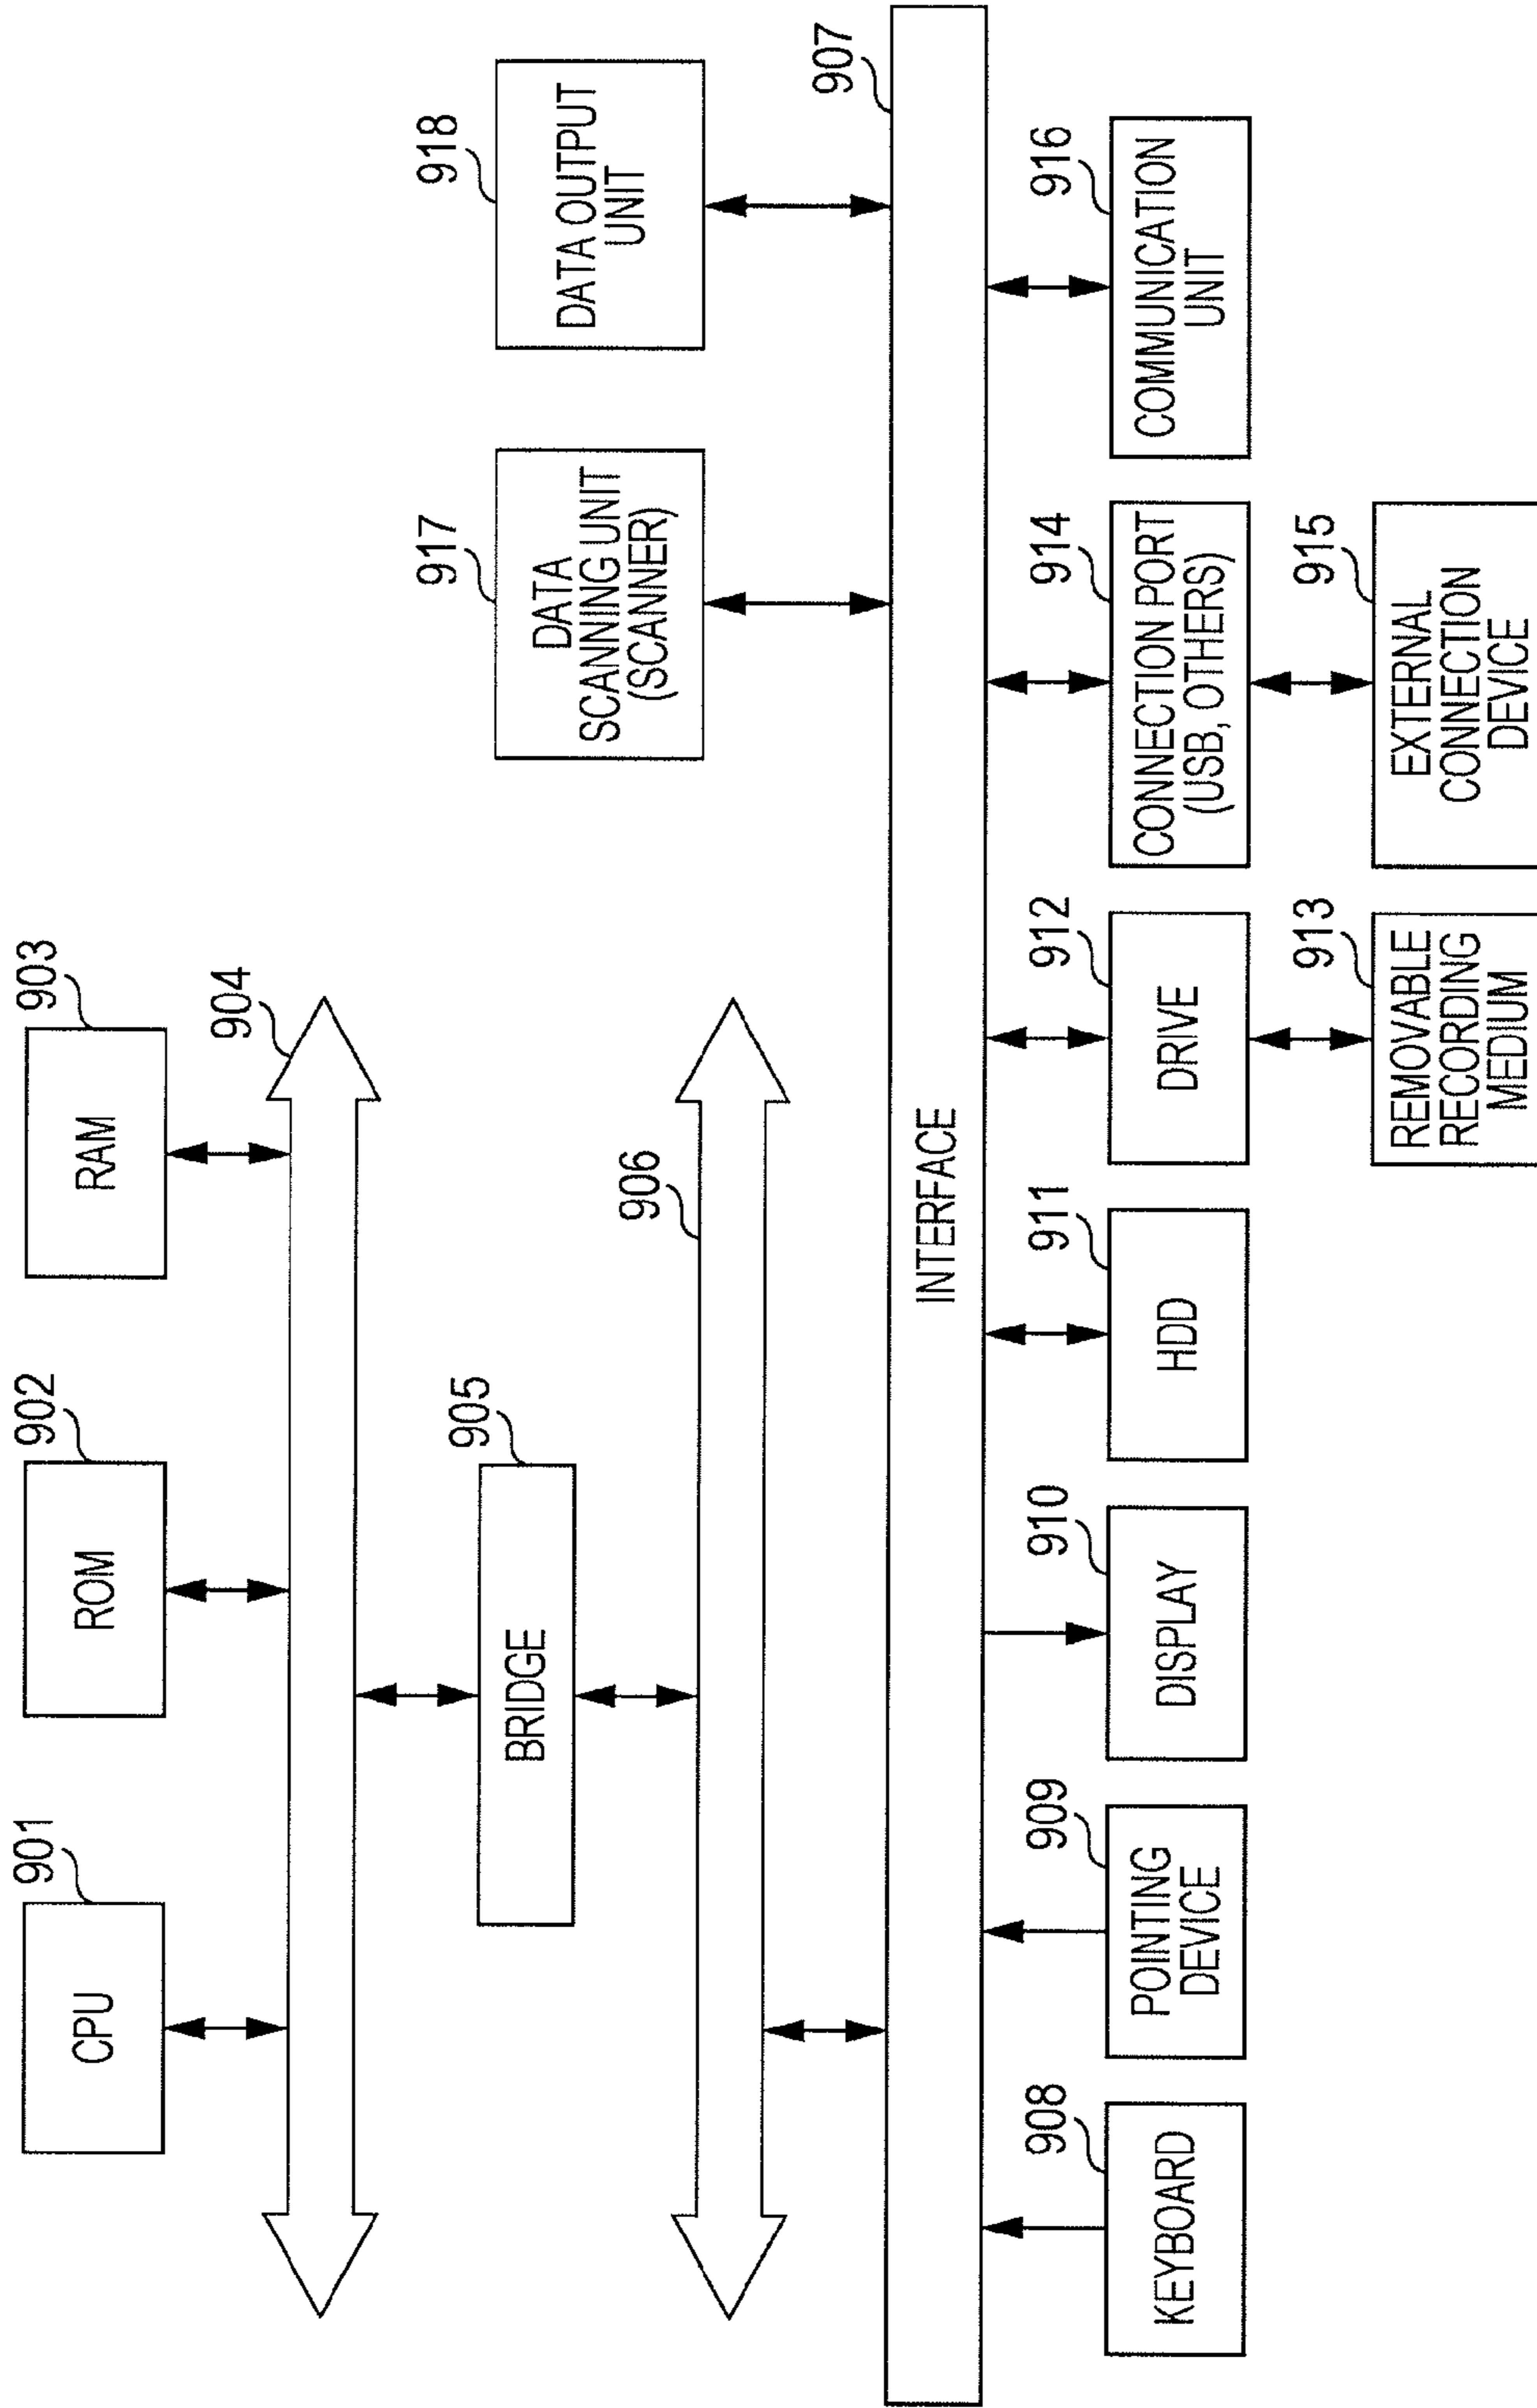 901
CPU
902
ROM
903
RAM
904
905
BRIDGE
906
917
DATA
SCANNING UNIT
(SCANNER)
918
DATA OUTPUT
UNIT
907
INTERFACE
908
KEYBOARD
909
POINTING
DEVICE
910
DISPLAY
911
HDD
912
DRIVE
914
CONNECTION PORT
(USB, OTHERS)
916
COMMUNICATION
UNIT
913
REMOVABLE
RECORDING
MEDIUM
915
EXTERNAL
CONNECTION
DEVICE